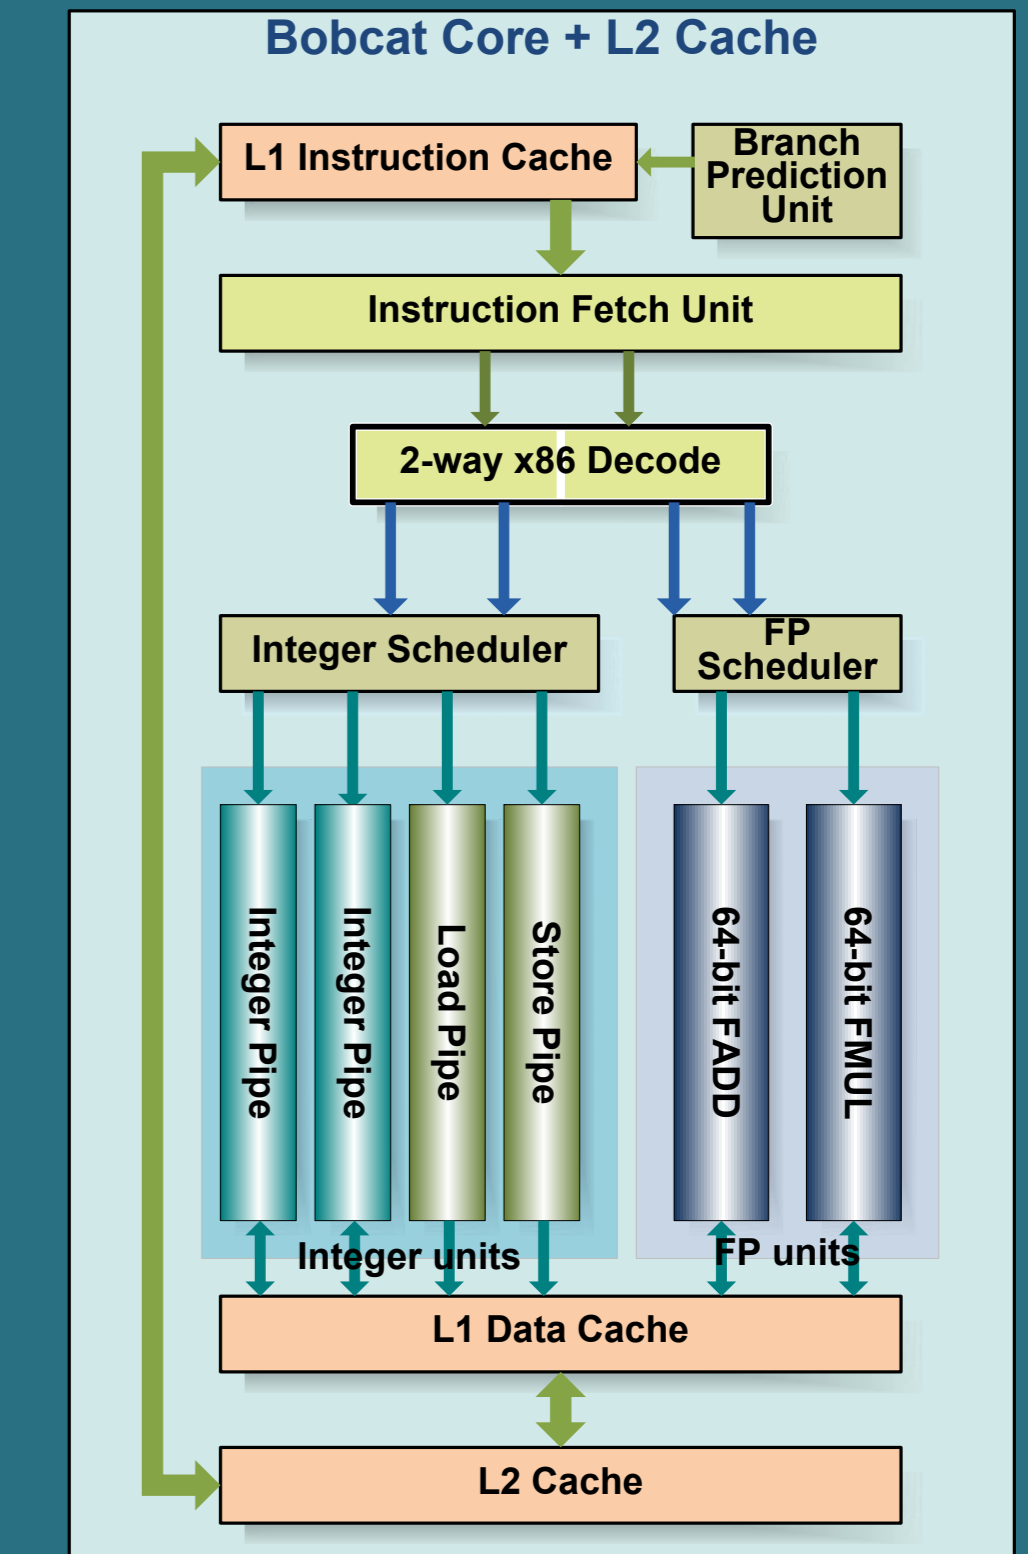 Bobcat Core + L2 Cache
L1 Instruction Cache
Branch
Prediction
Unit
Instruction Fetch Unit
2-way x86 Decode
Integer Scheduler
FP
Scheduler
Integer Pipe
Integer Pipe
Load Pipe
Store Pipe
64-bit FADD
64-bit FMUL
Integer units
FP units
L1 Data Cache
L2 Cache